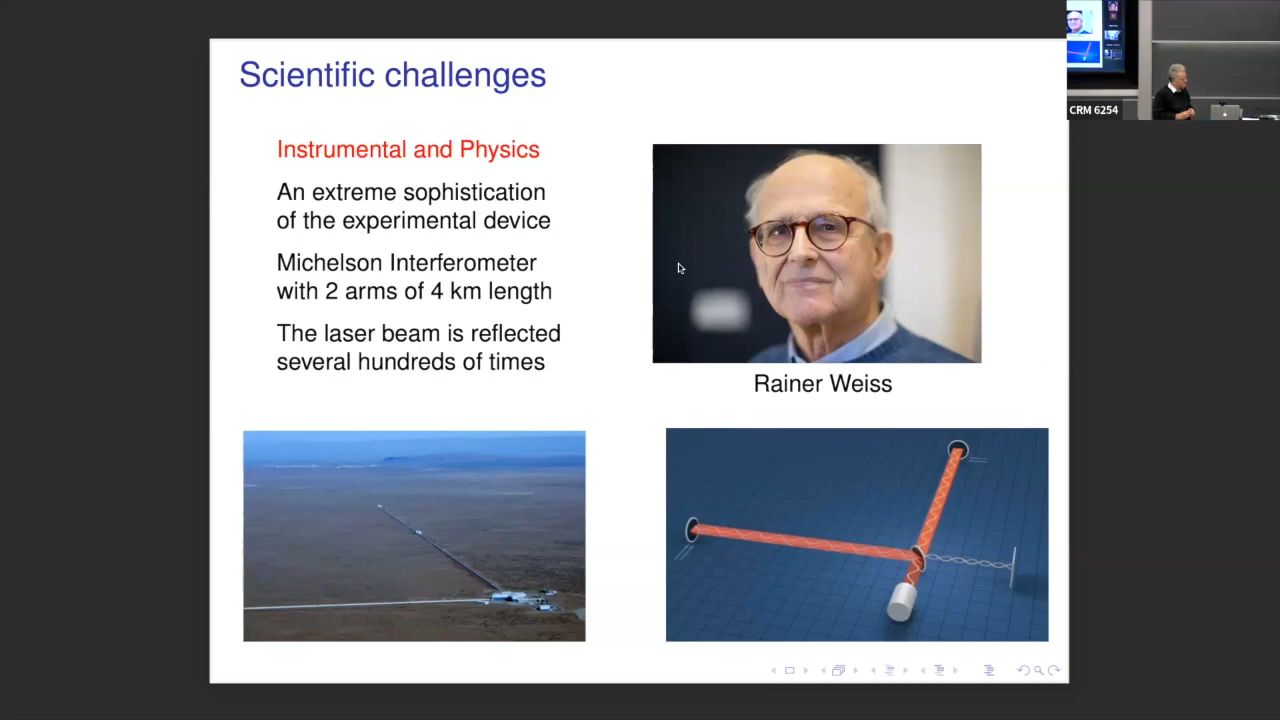 Scientific challenges
CRM 6254
Instrumental and Physics
An extreme sophistication
of the experimental device
Michelson Interferometer
with 2 arms of 4 km length
The laser beam is reflected
several hundreds of times
Rainer Weiss